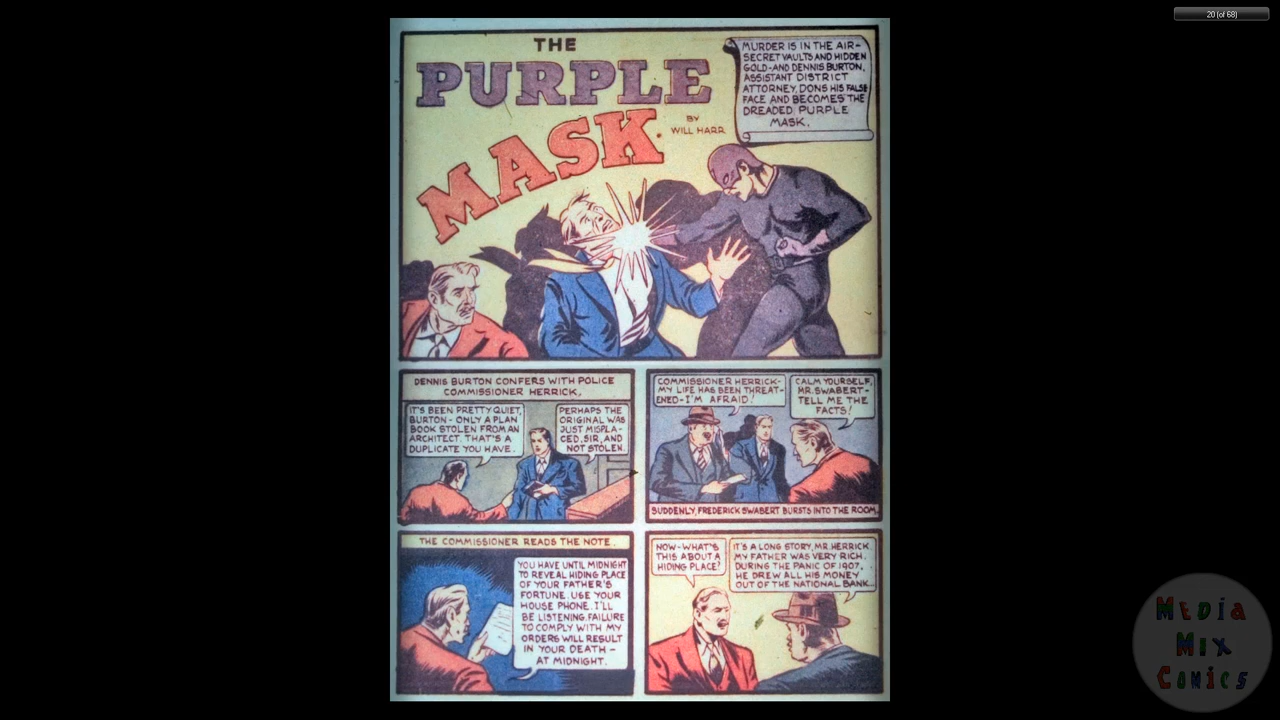 20 (of 68)
THE
PURPLE
MASK.
BY
WILL HARR
MURDER IS IN THE AIR-
SECRET VAULTS AND HIDDEN
GOLD-AND DENNIS BURTON,
ASSISTANT DISTRICT
ATTORNEY, DONS HIS FALSE
FACE AND BECOMES THE
DREADED PURPLE
MASK.
DENNIS BURTON CONFERS WITH POLICE
COMMISSIONER HERRICK.
IT'S BEEN PRETTY QUIET,
BURTON - ONLY A PLAN
BOOK STOLEN FROM AN
ARCHITECT. THAT'S A
DUPLICATE YOU HAVE.
PERHAPS THE
ORIGINAL WAS
JUST MISPLA-
CED, SIR, AND
NOT STOLEN.
COMMISSIONER HERRICK-
MY LIFE HAS BEEN THREAT-
ENED-I'M AFRAID!
CALM YOURSELF,
MR. SWABERT-
TELL ME THE
FACTS!
SUDDENLY, FREDERICK SWABERT BURSTS INTO THE ROOM.
THE COMMISSIONER READS THE NOTE.
YOU HAVE UNTIL MIDNIGHT
TO REVEAL HIDING PLACE
OF YOUR FATHER'S
FORTUNE. USE YOUR
HOUSE PHONE. I'LL
BE LISTENING. FAILURE
TO COMPLY WITH MY
ORDERS WILL RESULT
IN YOUR DEATH -
AT MIDNIGHT.
NOW-WHAT'S
THIS ABOUT A
HIDING PLACE?
IT'S A LONG STORY, MR. HERRICK.
MY FATHER WAS VERY RICH.
DURING THE PANIC OF 1907,
HE DREW ALL HIS MONEY
OUT OF THE NATIONAL BANK...
MEDiA
MiX
COMiCS